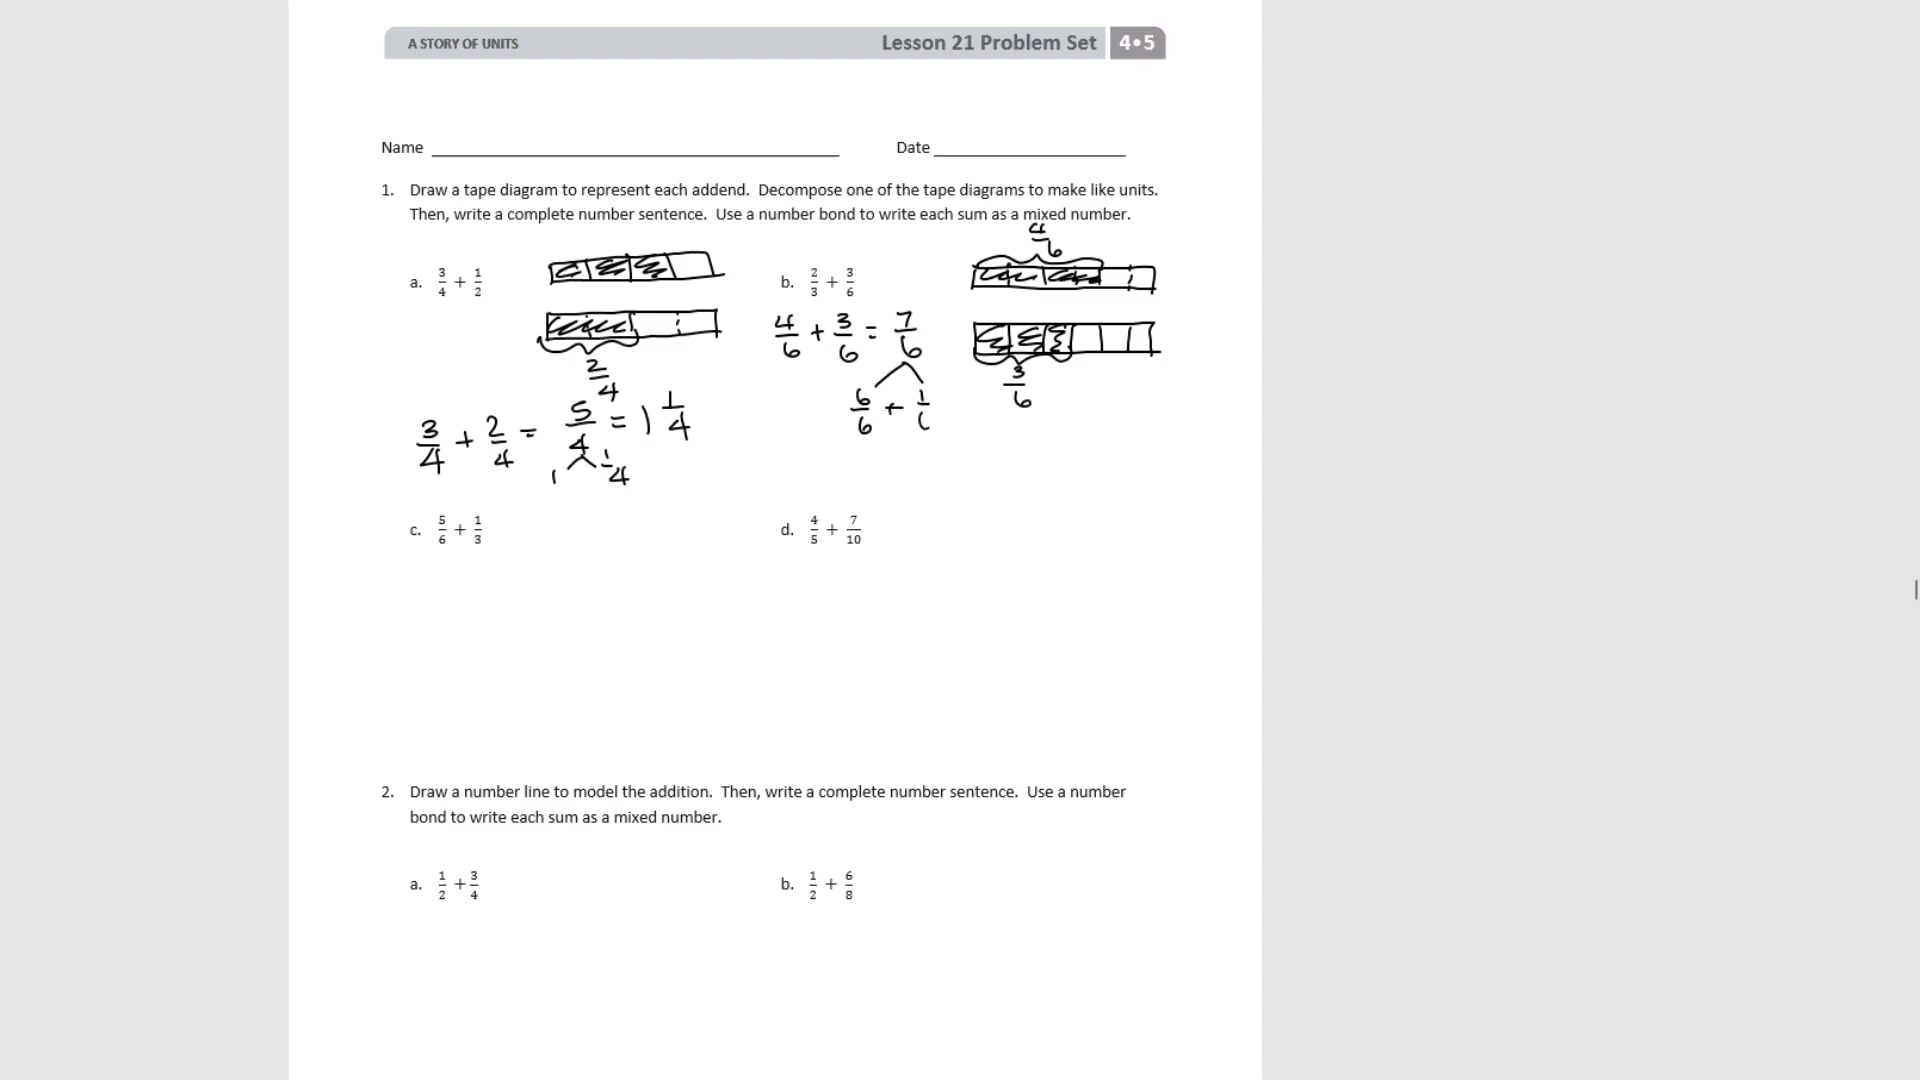 A STORY OF UNITS Lesson 21 Problem Set 4•5
Name Date
1. Draw a tape diagram to represent each addend. Decompose one of the tape diagrams to make like units.
Then, write a complete number sentence. Use a number bond to write each sum as a mixed number.
4/6
a. 3/4 + 1/2
b. 2/3 + 3/6
4/6 + 3/6 = 7/6
2/4
3/6
6/6 + 1/
3/4 + 2/4 = 5/4 = 1 1/4
1 1/4
c. 5/6 + 1/3
d. 4/5 + 7/10
2. Draw a number line to model the addition. Then, write a complete number sentence. Use a number
bond to write each sum as a mixed number.
a. 1/2 + 3/4
b. 1/2 + 6/8